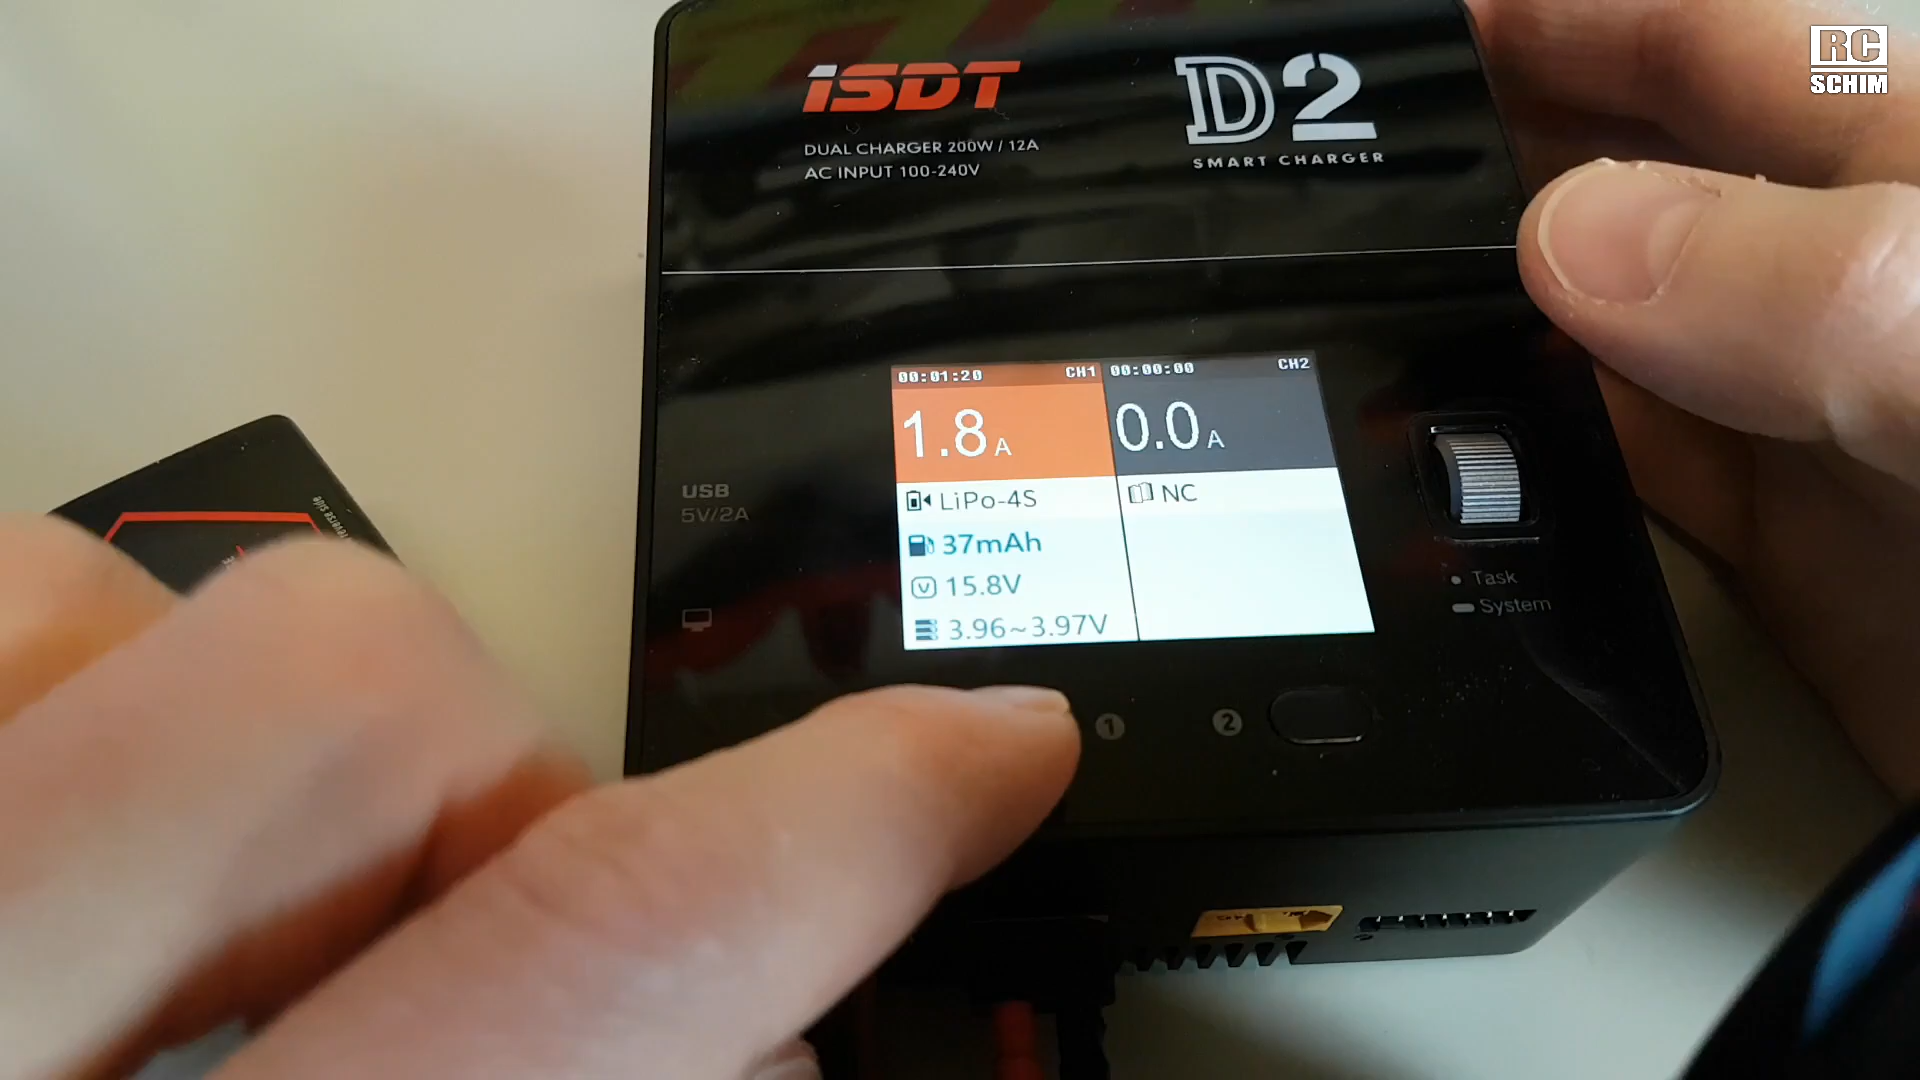 RC
SCHIM
iSDT
D2
DUAL CHARGER 200W / 12A
AC INPUT 100-240V
SMART CHARGER
00:01:20 CH1
00:00:00 CH2
1.8A
0.0A
LiPo-4S
NC
37mAh
15.8V
3.96~3.97V
USB
5V/2A
Task
System
1
2
reverse side